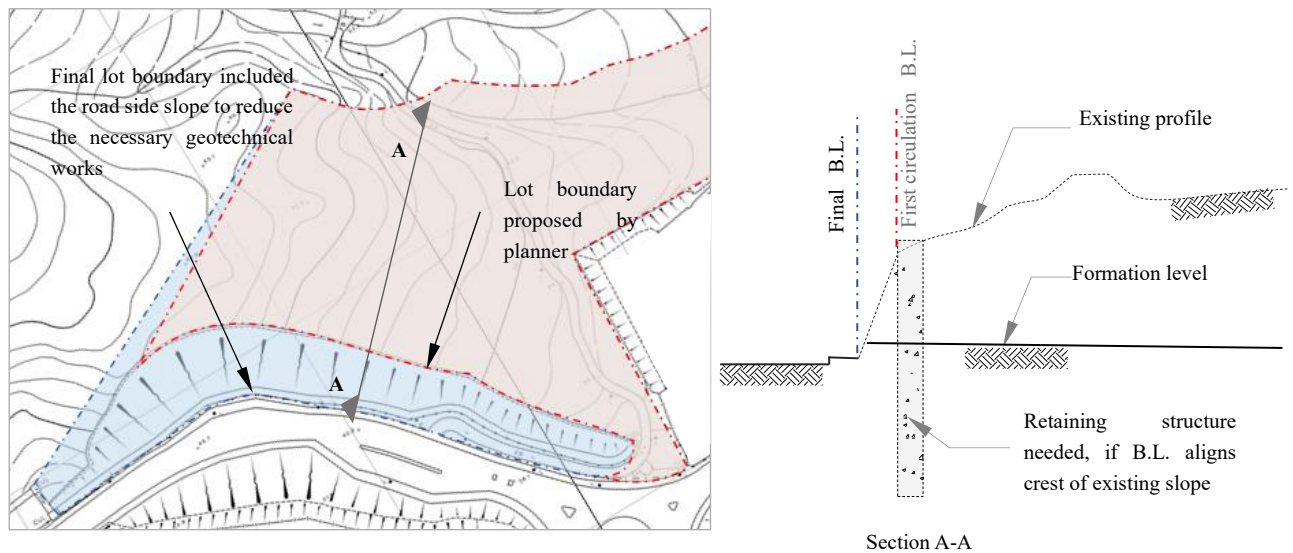 Final lot boundary included
the road side slope to reduce
the necessary geotechnical
works
A
Lot boundary
proposed by
planner
A
Final B.L.
First circulation B.L.
Existing profile
Formation level
Retaining structure
needed, if B.L. aligns
crest of existing slope
Section A-A